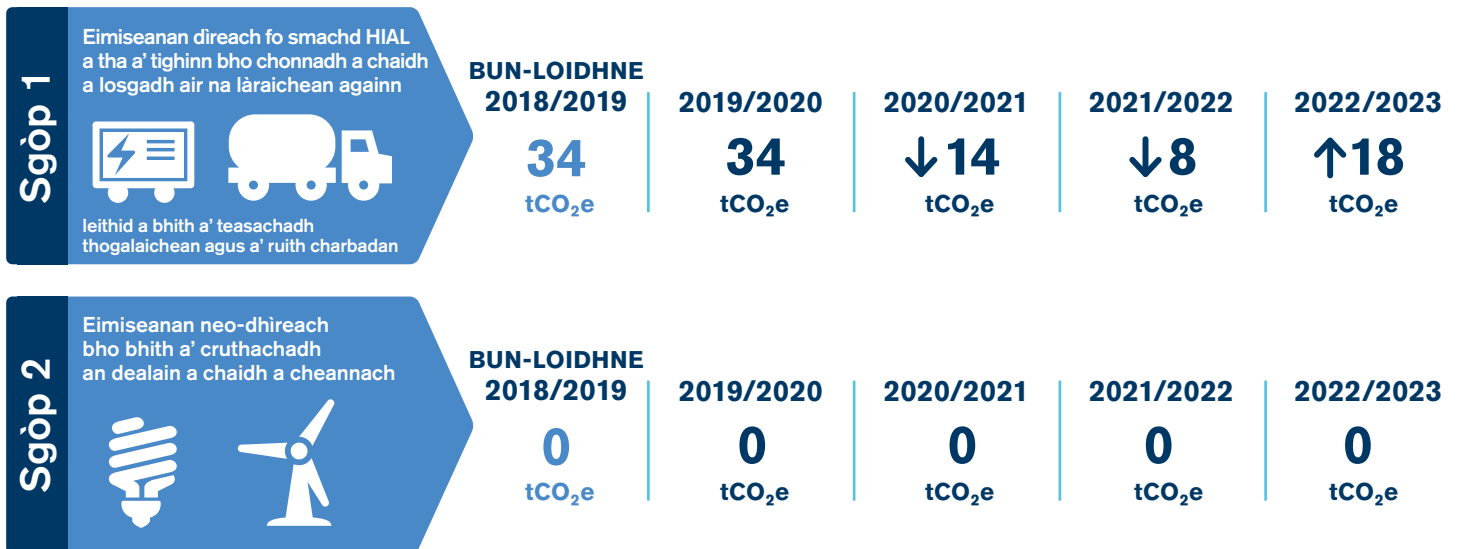 Sgòp 1
Eimiseanan dìreach fo smachd HIAL
a tha a' tighinn bho chonnadh a chaidh
a losgadh air na làraichean againn
leithid a bhith a' teasachadh
thogalaichean agus a' ruith charbadan
BUN-LOIDHNE
2018/2019
34
tCO₂e
2019/2020
34
tCO₂e
2020/2021
↓14
tCO₂e
2021/2022
↓8
tCO₂e
2022/2023
↑18
tCO₂e
Sgòp 2
Eimiseanan neo-dhìreach
bho bhith a' cruthachadh
an dealain a chaidh a cheannach
BUN-LOIDHNE
2018/2019
0
tCO₂e
2019/2020
0
tCO₂e
2020/2021
0
tCO₂e
2021/2022
0
tCO₂e
2022/2023
0
tCO₂e